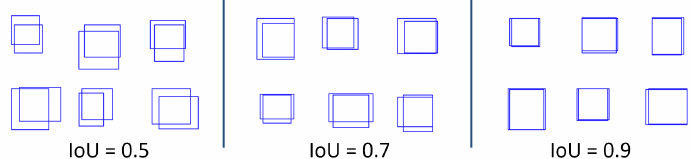 IoU = 0.5
IoU = 0.7
IoU = 0.9